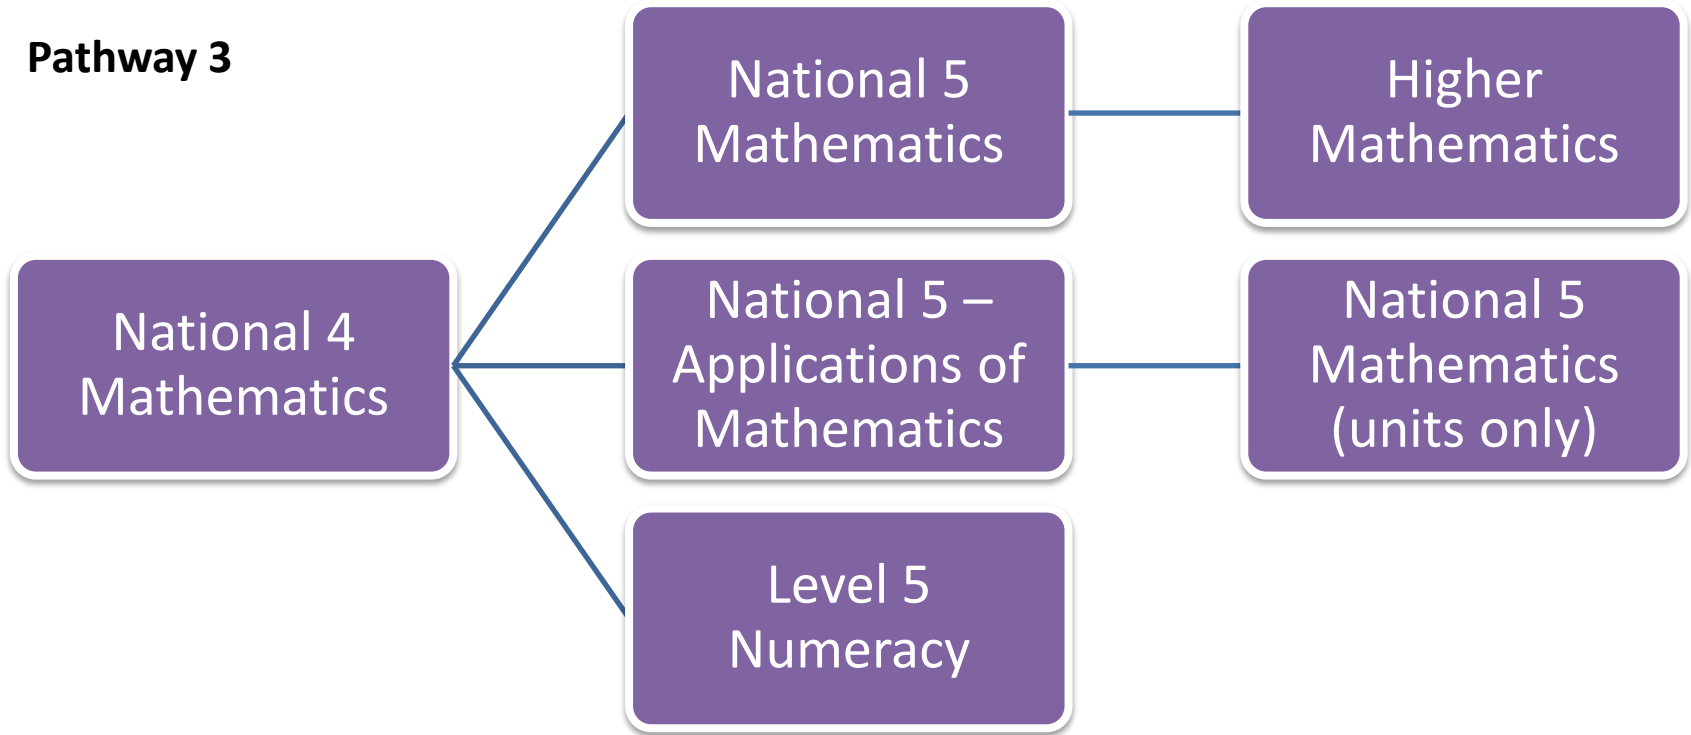 Pathway 3
National 5
Mathematics
Higher
Mathematics
National 4
Mathematics
National 5 –
Applications of
Mathematics
National 5
Mathematics
(units only)
Level 5
Numeracy